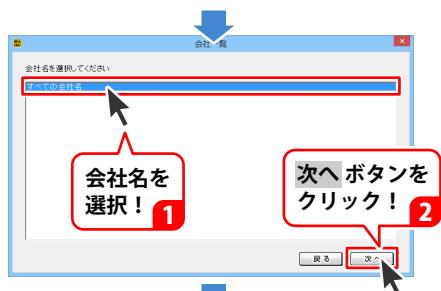 会社一覧
会社名を選択してください
すべての会社名
会社名を
選択！
1
次へ ボタンを
クリック！
2
戻る
次へ